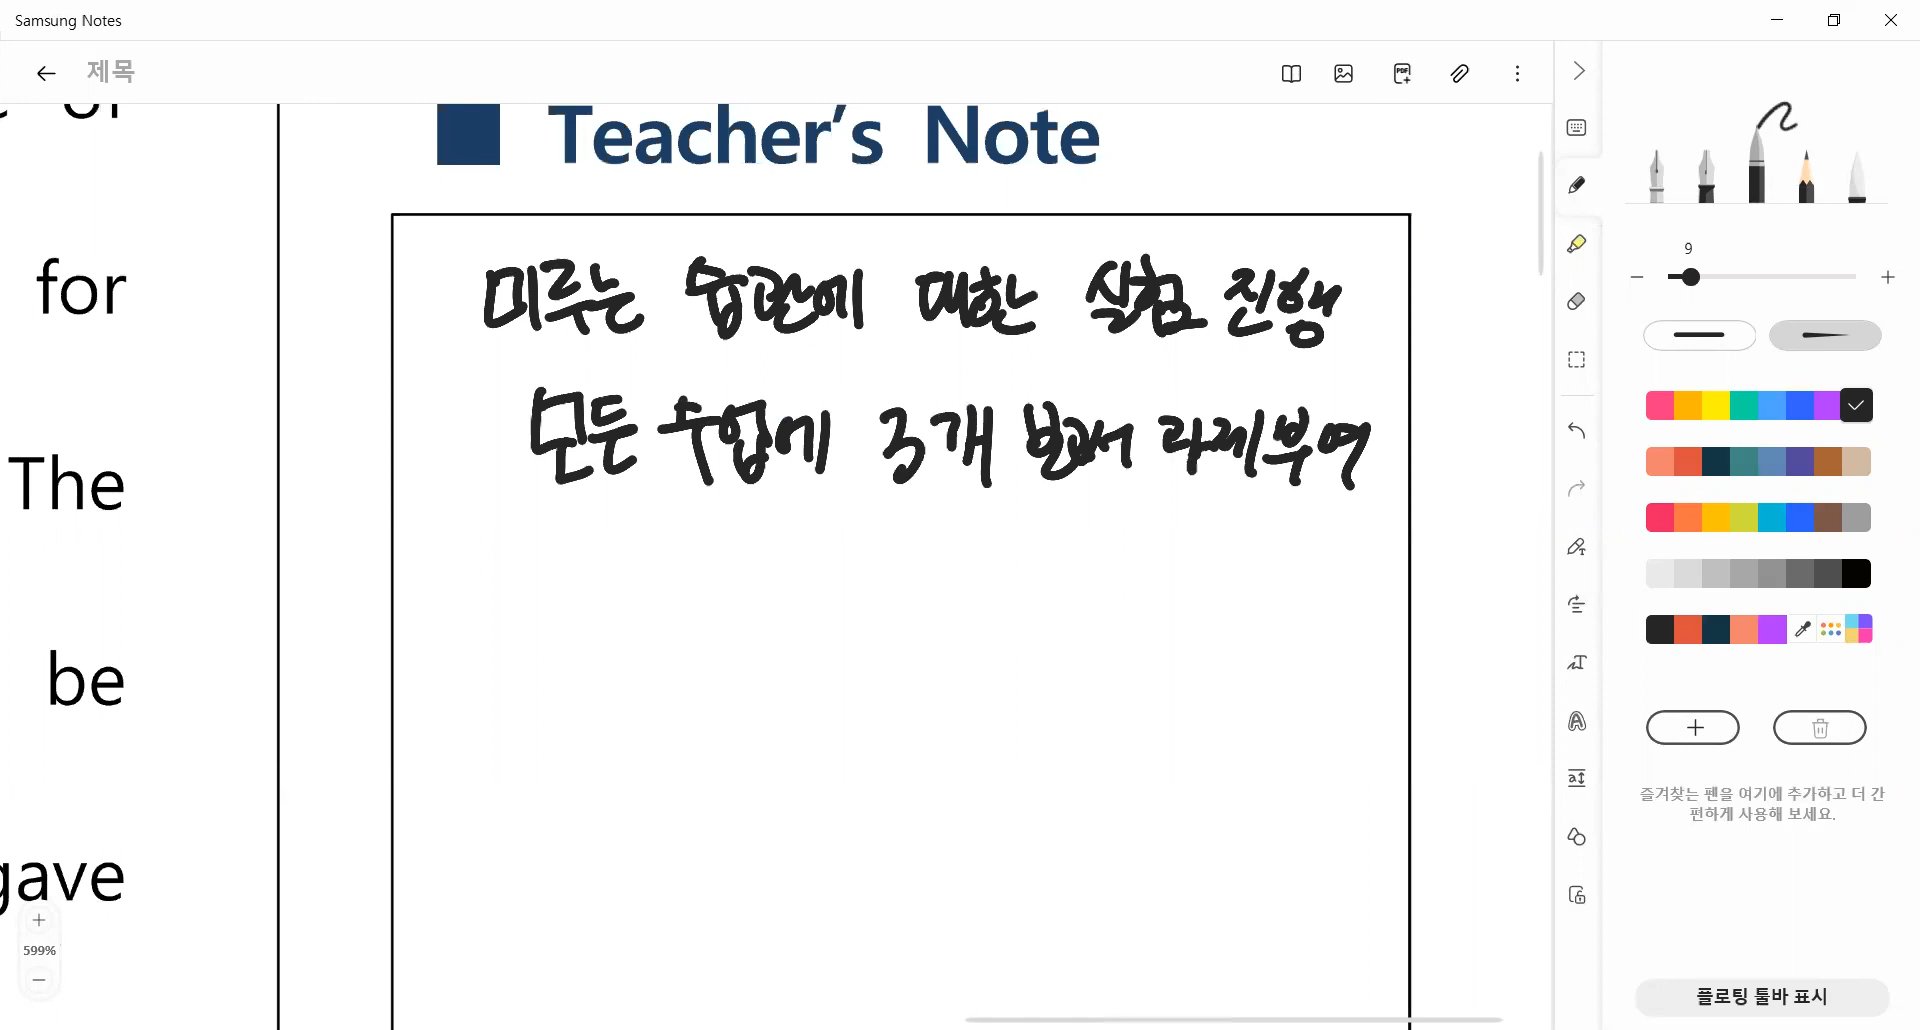 Samsung Notes
제목
Teacher's Note
for
The
be
gave
미루는 습관에 대한 실험 진행
모든 수업에 3개 보고서 과제부여
599%
9
즐겨찾는 펜을 여기에 추가하고 더 간
편하게 사용해 보세요.
플로팅 툴바 표시